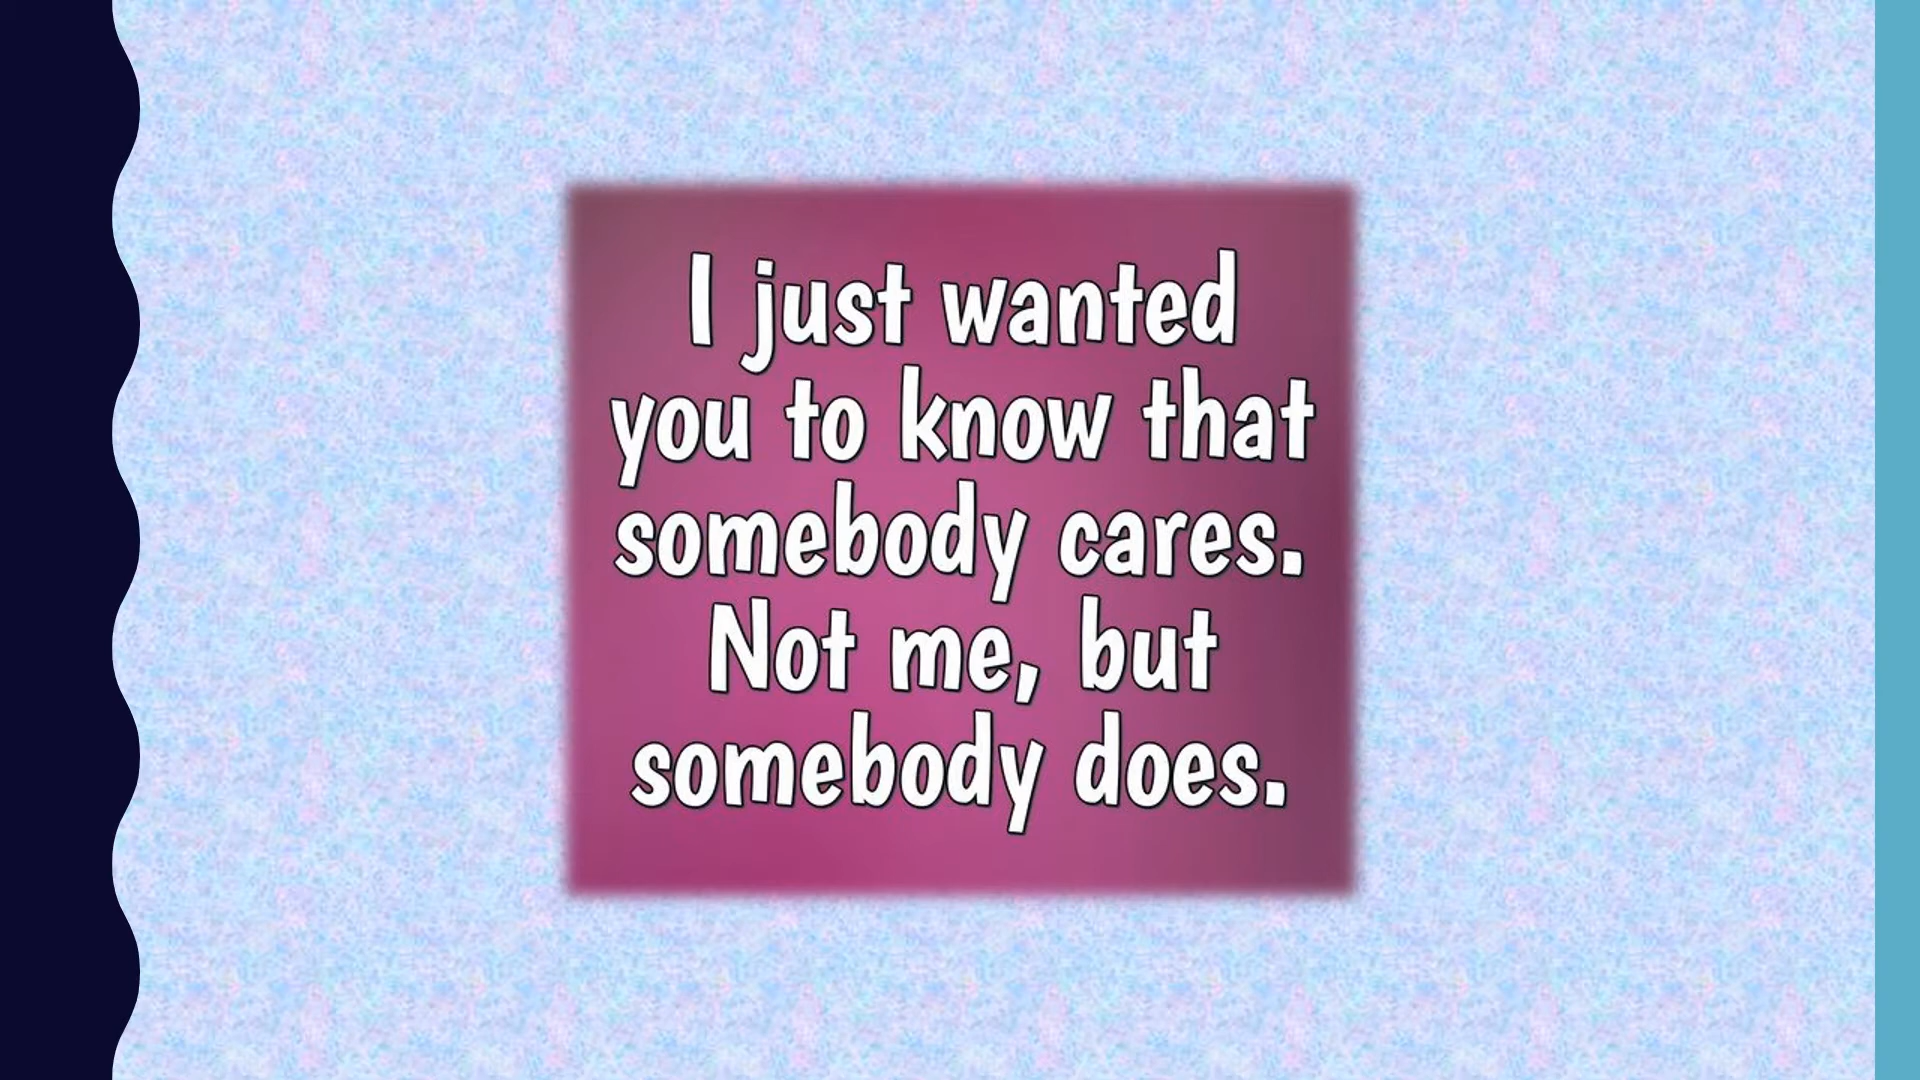 I just wanted
you to know that
somebody cares.
Not me, but
somebody does.